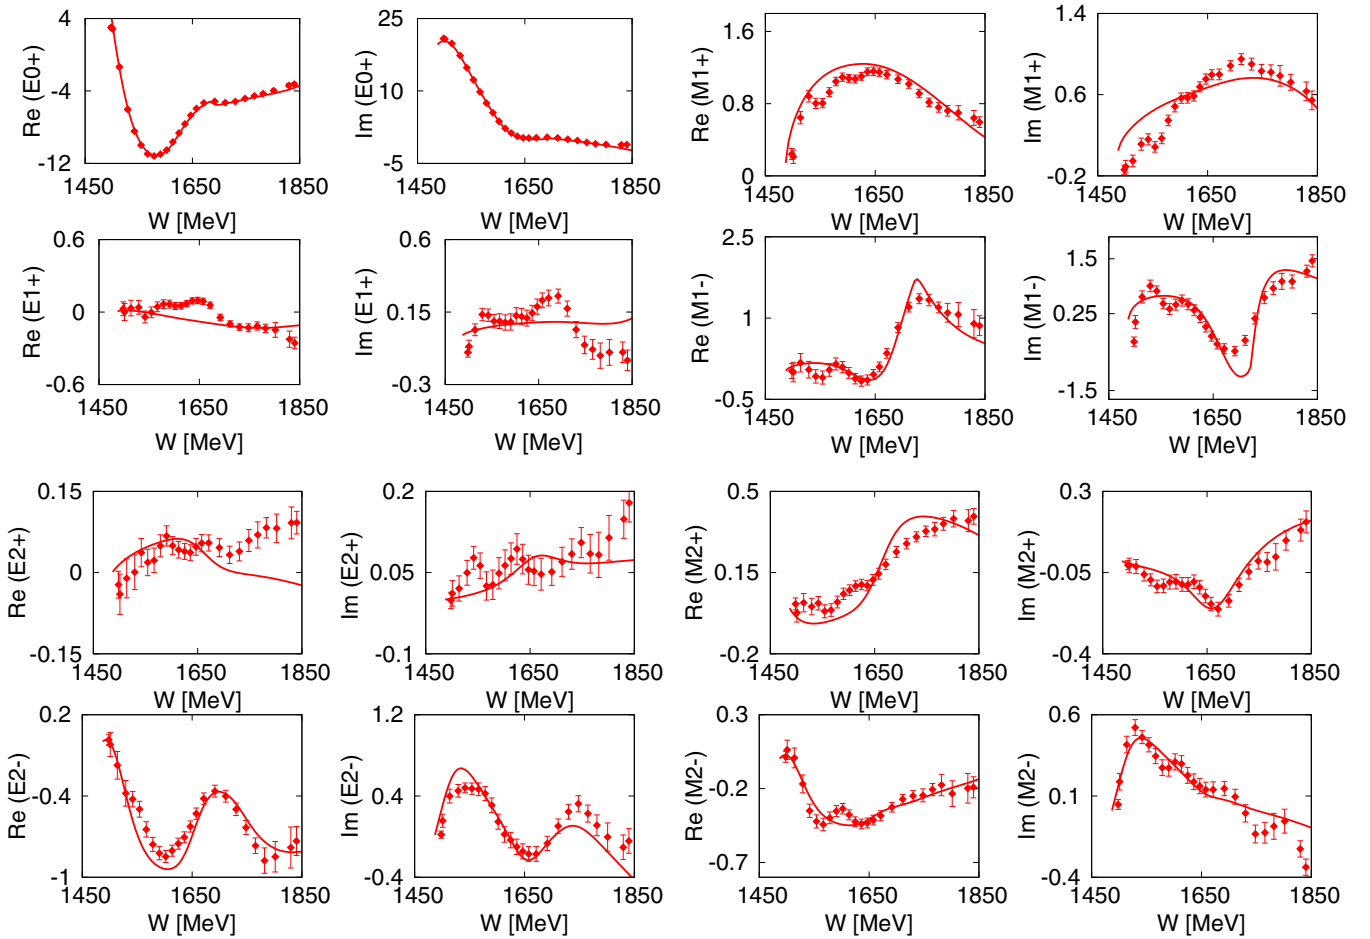 Re (E0+)
4
-4
-12
1450 1650 1850
W [MeV]
Im (E0+)
25
10
-5
1450 1650 1850
W [MeV]
Re (M1+)
1.6
0.8
0
1450 1650 1850
W [MeV]
Im (M1+)
1.4
0.6
-0.2
1450 1650 1850
W [MeV]
Re (E1+)
0.6
0
-0.6
1450 1650 1850
W [MeV]
Im (E1+)
0.6
0.15
-0.3
1450 1650 1850
W [MeV]
Re (M1-)
2.5
1
-0.5
1450 1650 1850
W [MeV]
Im (M1-)
1.5
0.25
-1.5
1450 1650 1850
W [MeV]
Re (E2+)
0.15
0
-0.15
1450 1650 1850
W [MeV]
Im (E2+)
0.2
0.05
-0.1
1450 1650 1850
W [MeV]
Re (M2+)
0.5
0.15
-0.2
1450 1650 1850
W [MeV]
Im (M2+)
0.3
-0.05
-0.4
1450 1650 1850
W [MeV]
Re (E2-)
0.2
-0.4
-1
1450 1650 1850
W [MeV]
Im (E2-)
1.2
0.4
-0.4
1450 1650 1850
W [MeV]
Re (M2-)
0.3
-0.2
-0.7
1450 1650 1850
W [MeV]
Im (M2-)
0.6
0.1
-0.4
1450 1650 1850
W [MeV]